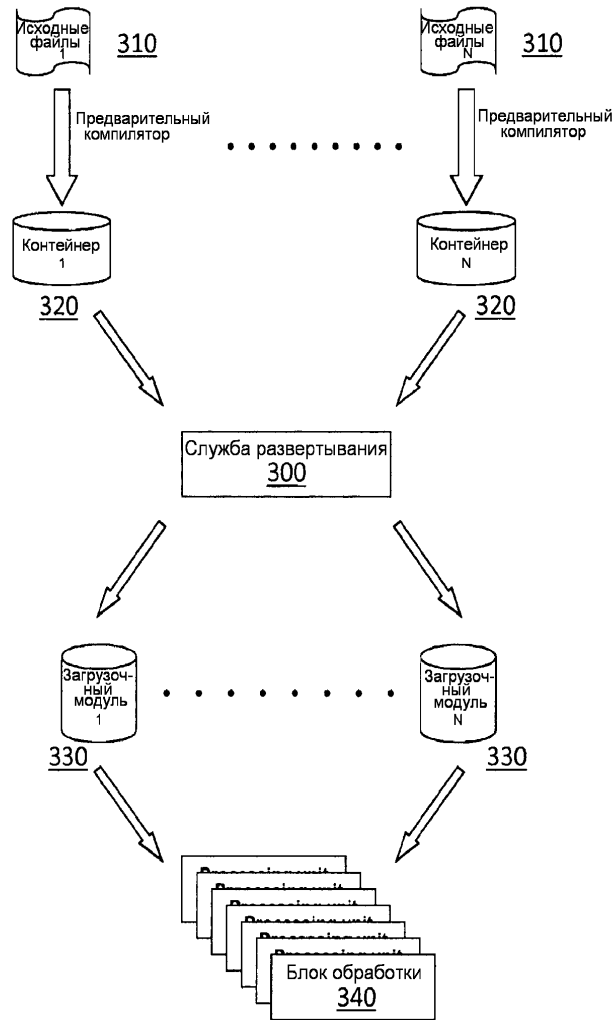 Исходные
файлы
1
310
Исходные
файлы
N
310
Предварительный
компилятор
Предварительный
компилятор
Контейнер
1
320
Контейнер
N
320
Служба развертывания
300
Загрузоч-
ный
модуль
1
330
Загрузоч-
ный
модуль
N
330
Блок обработки
340